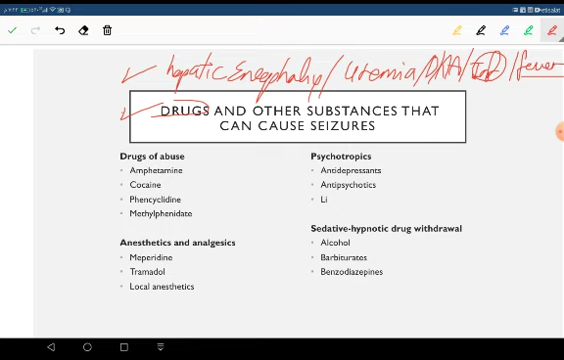 hepatic Encephaly / Uremia / DKA / / fever
DRUGS AND OTHER SUBSTANCES THAT
CAN CAUSE SEIZURES
Drugs of abuse
• Amphetamine
• Cocaine
• Phencyclidine
• Methylphenidate
Anesthetics and analgesics
• Meperidine
• Tramadol
• Local anesthetics
Psychotropics
• Antidepressants
• Antipsychotics
• Li
Sedative-hypnotic drug withdrawal
• Alcohol
• Barbiturates
• Benzodiazepines